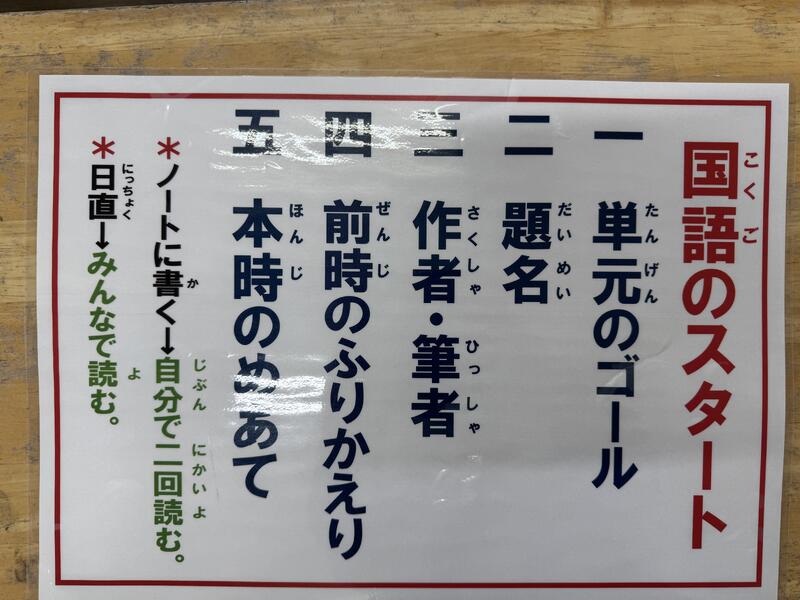 国語のスタート
一 単元のゴール
二 題名
三 作者・筆者
四 前時のふりかえり
五 本時のめあて
＊ノートに書く→自分で二回読む。
＊日直→みんなで読む。